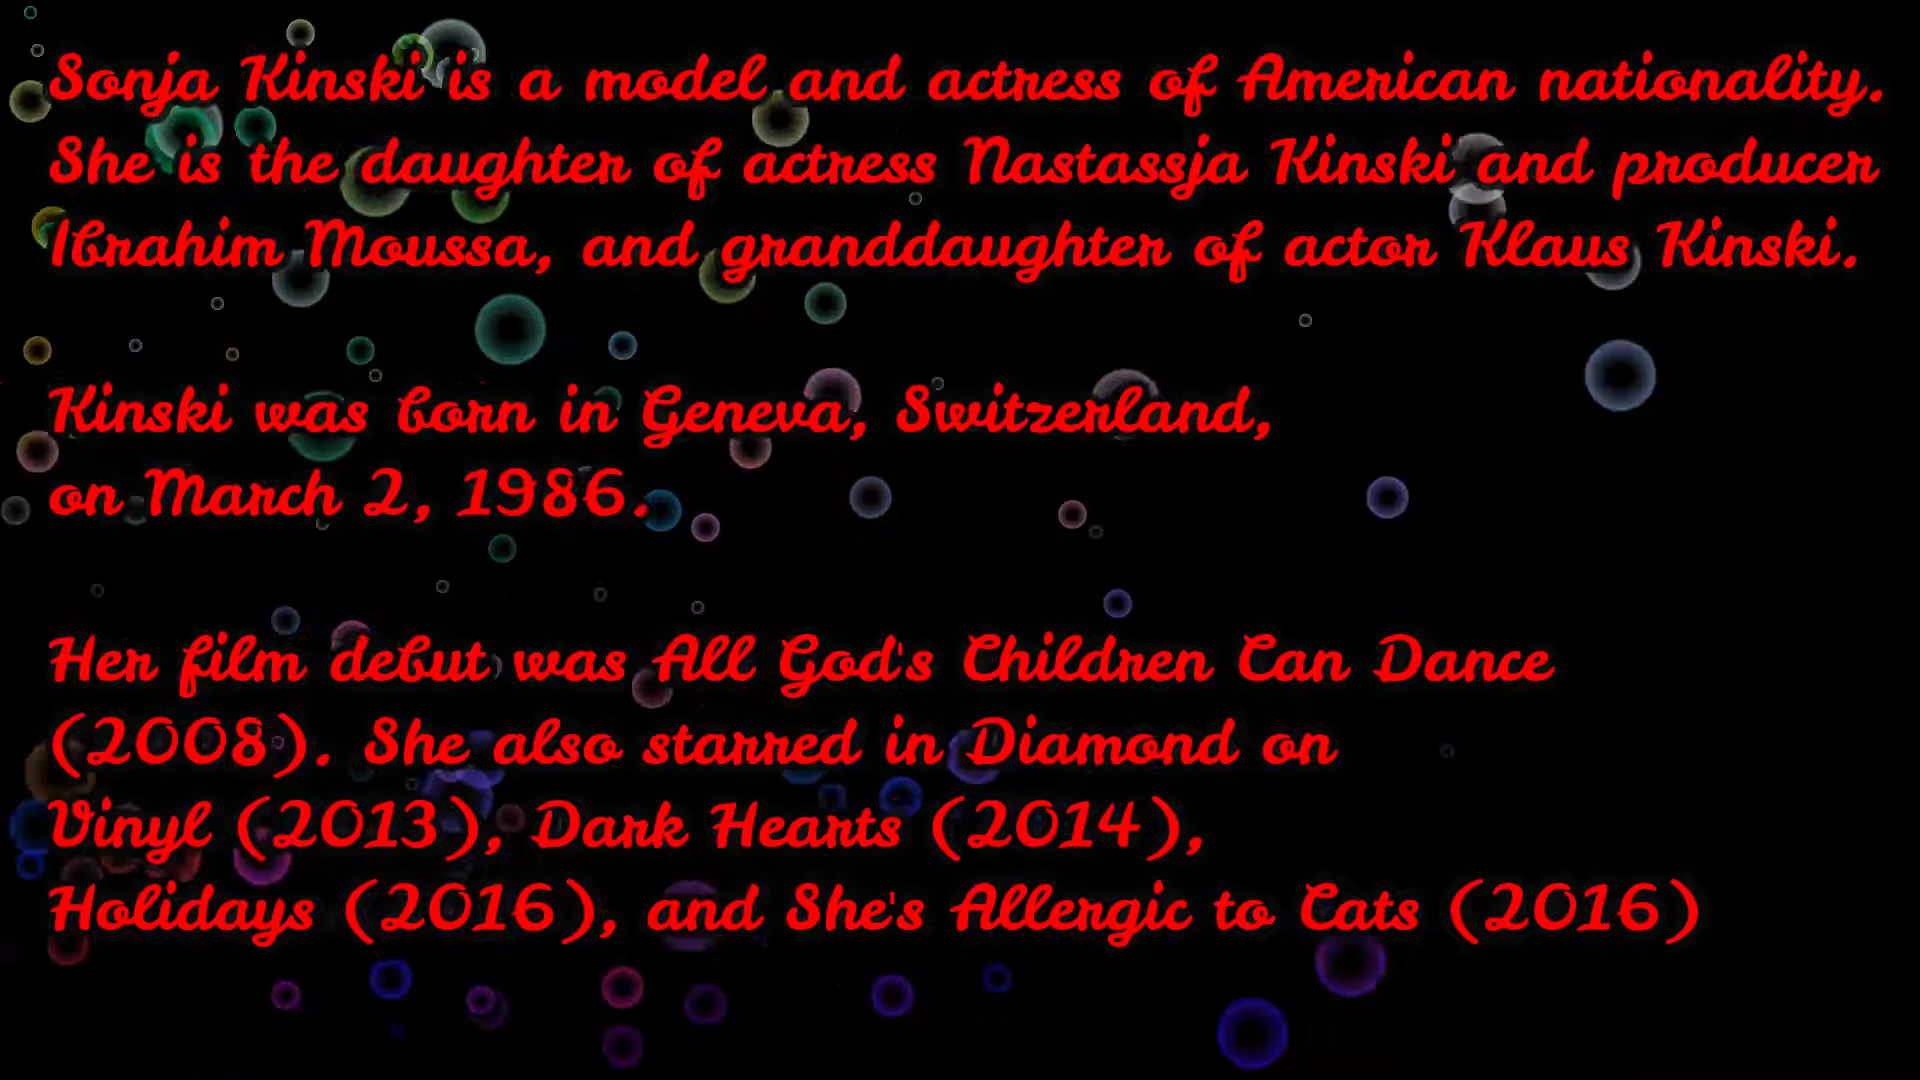 Sonja Kinski is a model and actress of American nationality.
She is the daughter of actress Nastassja Kinski and producer
Ibrahim Moussa, and granddaughter of actor Klaus Kinski.
Kinski was born in Geneva, Switzerland,
on March 2, 1986.
Her film debut was All God's Children Can Dance
(2008). She also starred in Diamond on
Vinyl (2013), Dark Hearts (2014),
Holidays (2016), and She's Allergic to Cats (2016)